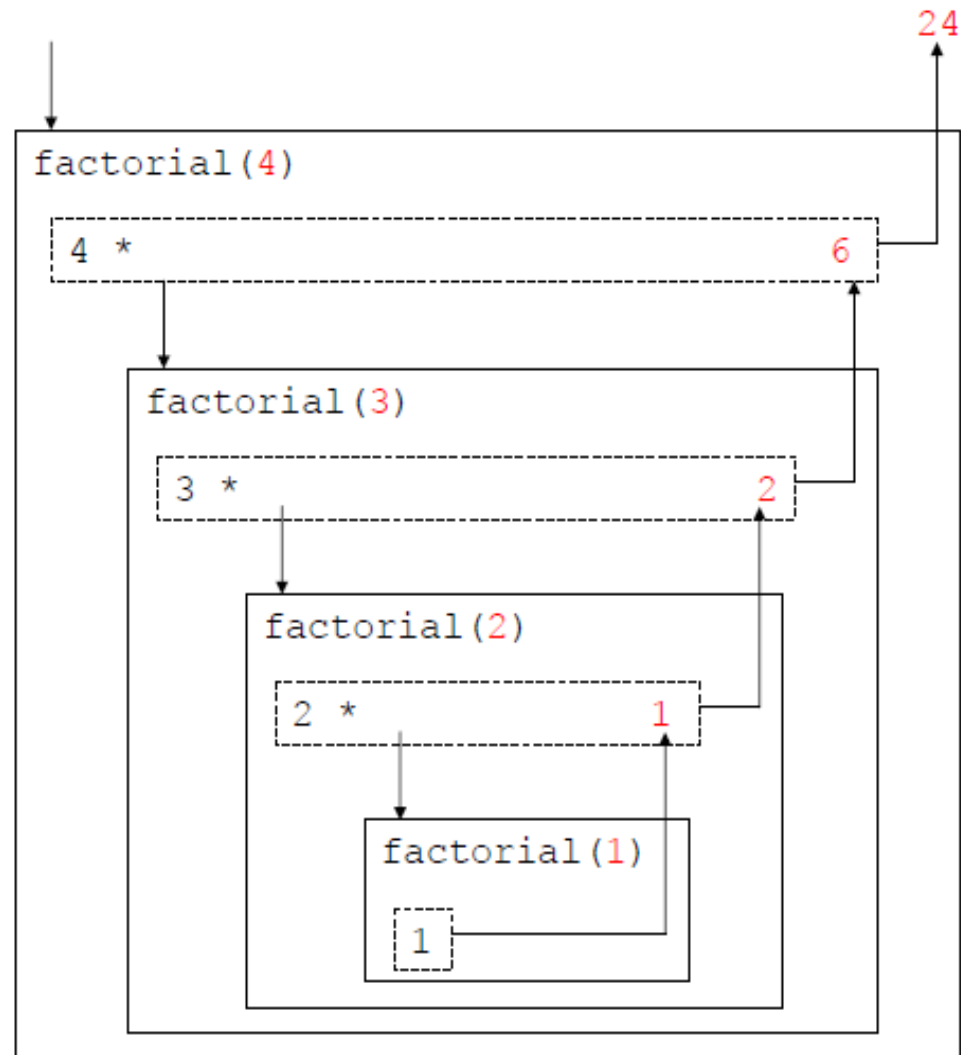 24
factorial(4)
4 * 6
factorial(3)
3 * 2
factorial(2)
2 * 1
factorial(1)
1